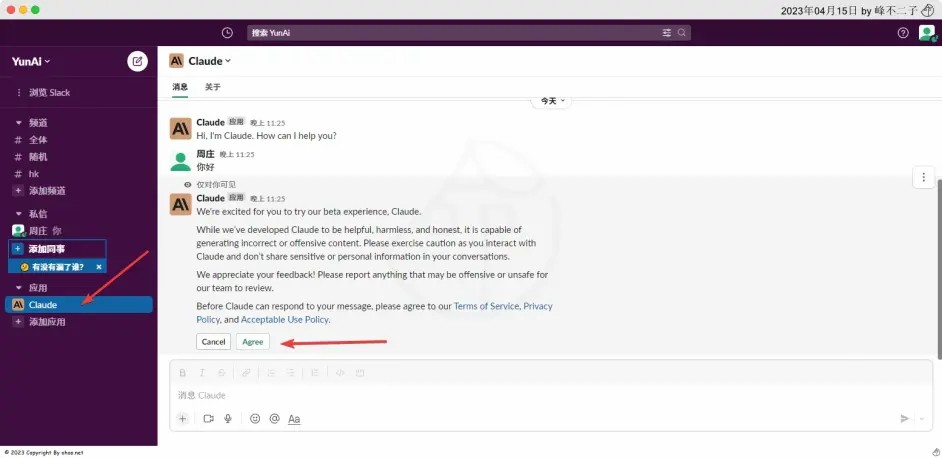 2023年04月15日 by 峰不二子
搜索 YunAi
YunAi
Claude
浏览 Slack
消息 关于
今天
频道
全体
随机
hk
添加频道
私信
周庄 你
添加同事
有没有漏了谁?
应用
Claude
添加应用
Claude 应用 晚上 11:25
Hi, I'm Claude. How can I help you?
周庄 晚上 11:25
你好
仅对你可见
Claude 应用 晚上 11:25
We're excited for you to try our beta experience, Claude.
While we've developed Claude to be helpful, harmless, and honest, it is capable of
generating incorrect or offensive content. Please exercise caution as you interact with
Claude and don't share sensitive or personal information in your conversations.
We appreciate your feedback! Please report anything that may be offensive or unsafe for
our team to review.
Before Claude can respond to your message, please agree to our Terms of Service, Privacy
Policy, and Acceptable Use Policy.
Cancel Agree
消息 Claude
Aa
© 2023 Copyright By shao.net